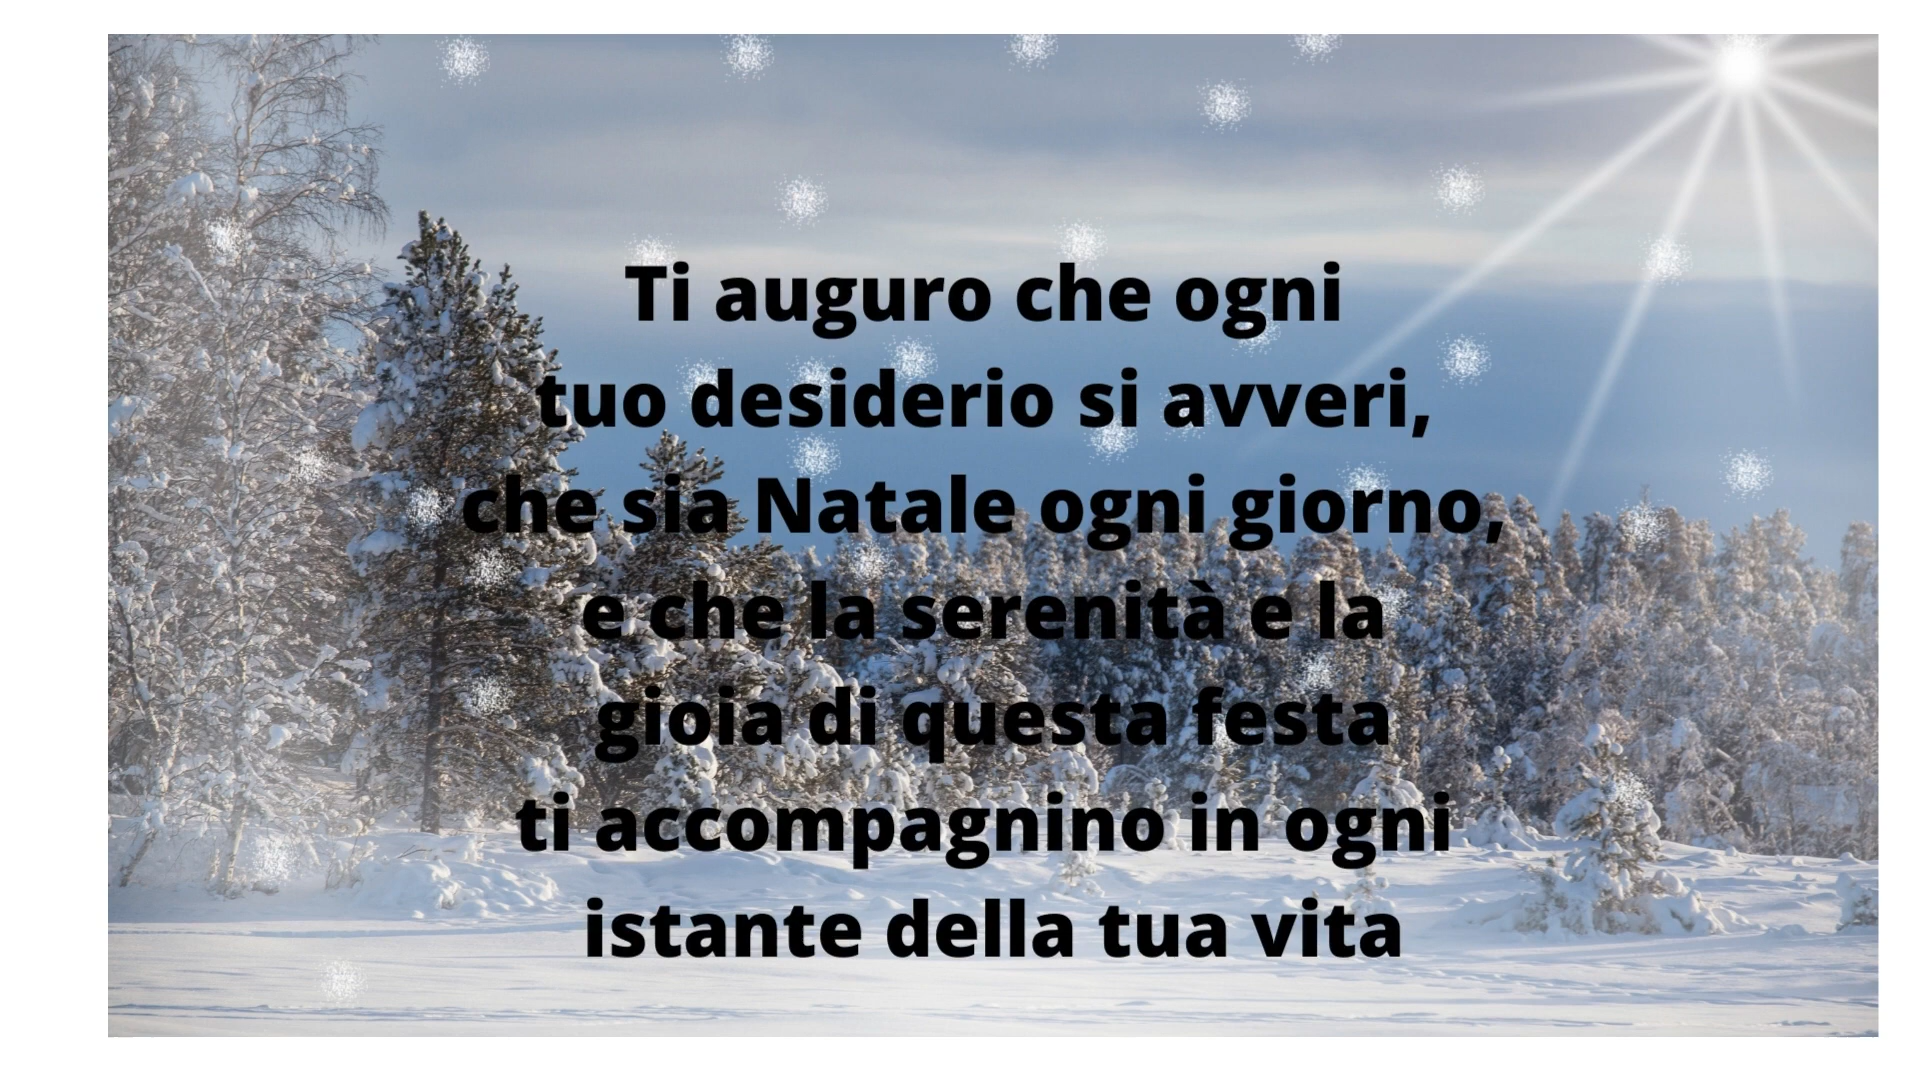 Ti auguro che ogni
tuo desiderio si avveri,
che sia Natale ogni giorno,
e che la serenità e la
gioia di questa festa
ti accompagnino in ogni
istante della tua vita